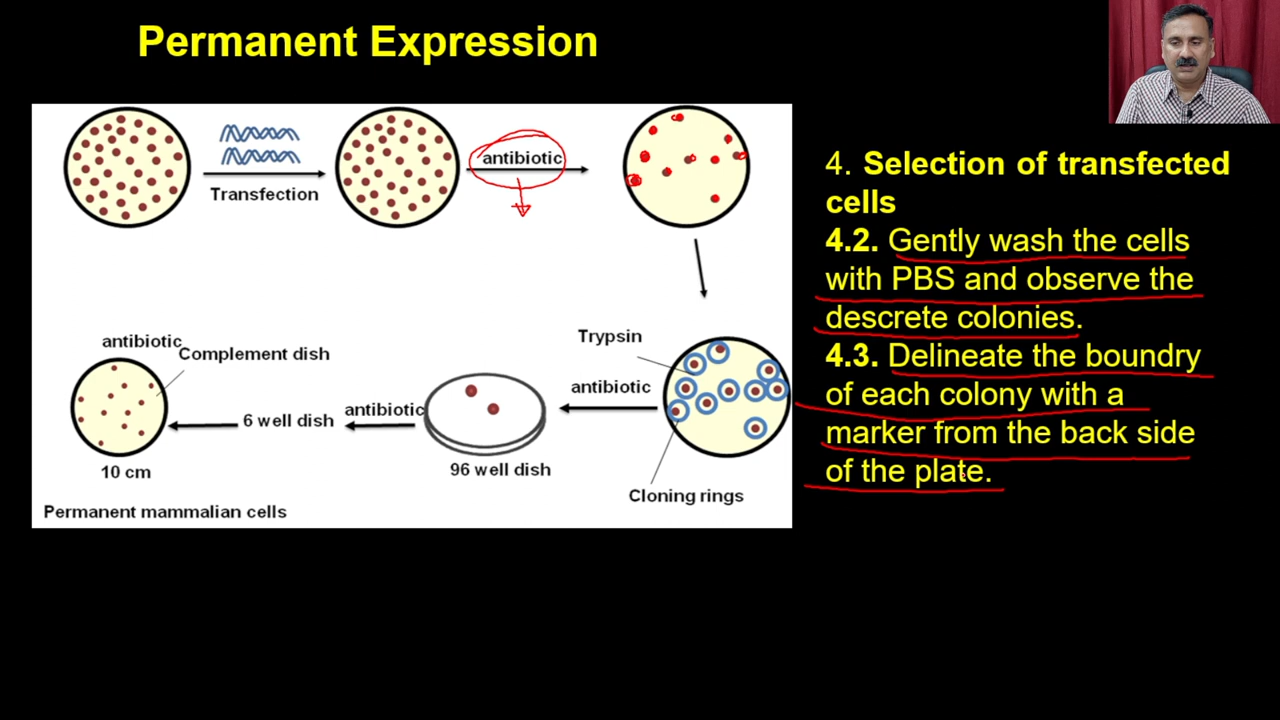 Permanent Expression
Transfection
antibiotic
4. Selection of transfected
cells
4.2. Gently wash the cells
with PBS and observe the
descrete colonies.
4.3. Delineate the boundry
of each colony with a
marker from the back side
of the plate.
Trypsin
antibiotic
Cloning rings
96 well dish
antibiotic
6 well dish
antibiotic
Complement dish
10 cm
Permanent mammalian cells